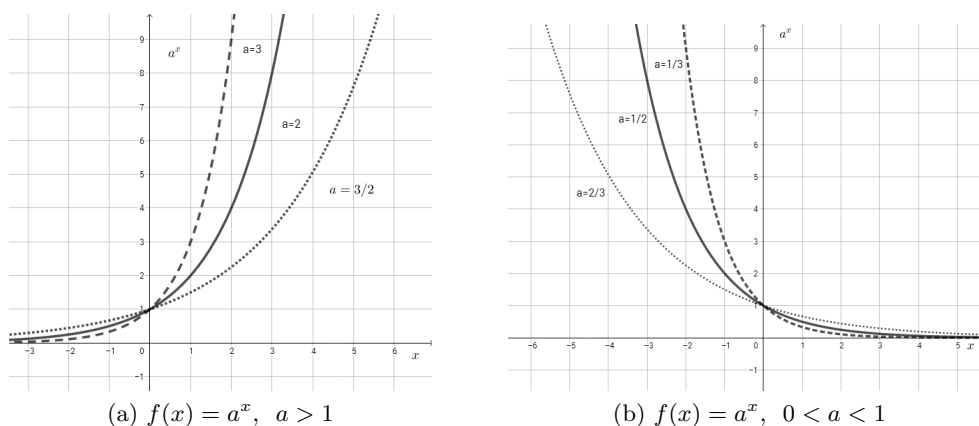 9
8
7
6
5
4
3
2
1
−1
−3 −2 −1 0 1 2 3 4 5 6
x
a^x
a=3
a=2
a = 3/2
(a) f(x) = a^x, a > 1
9
8
7
6
5
4
3
2
1
−1
−6 −5 −4 −3 −2 −1 0 1 2 3 4 5
x
a^x
a=1/3
a=1/2
a=2/3
(b) f(x) = a^x, 0 < a < 1